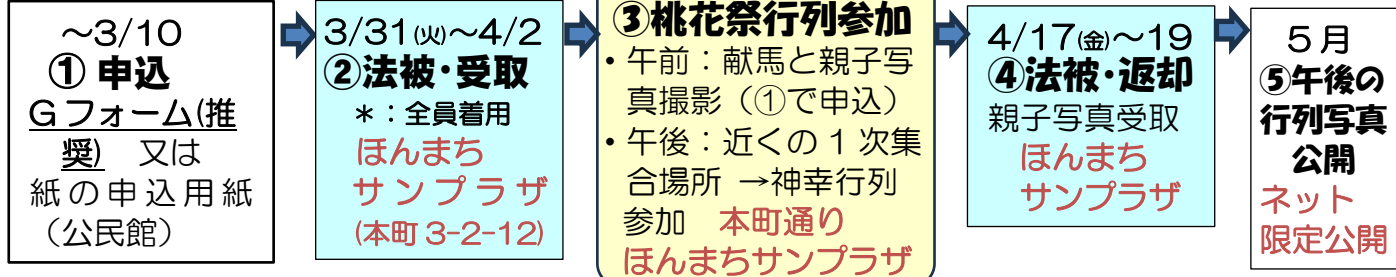 ～3/10
① 申込
Gフォーム(推
奨)　又は
紙の申込用紙
（公民館）
3/31㈫～4/2
②法被・受取
＊：全員着用
ほんまち
サンプラザ
(本町3-2-12)
③桃花祭行列参加
・午前：献馬と親子写
真撮影（①で申込）
・午後：近くの1次集
合場所 →神幸行列
参加　本町通り
ほんまちサンプラザ
4/17㈮～19
④法被・返却
親子写真受取
ほんまち
サンプラザ
５月
⑤午後の
行列写真
公開
ネット
限定公開